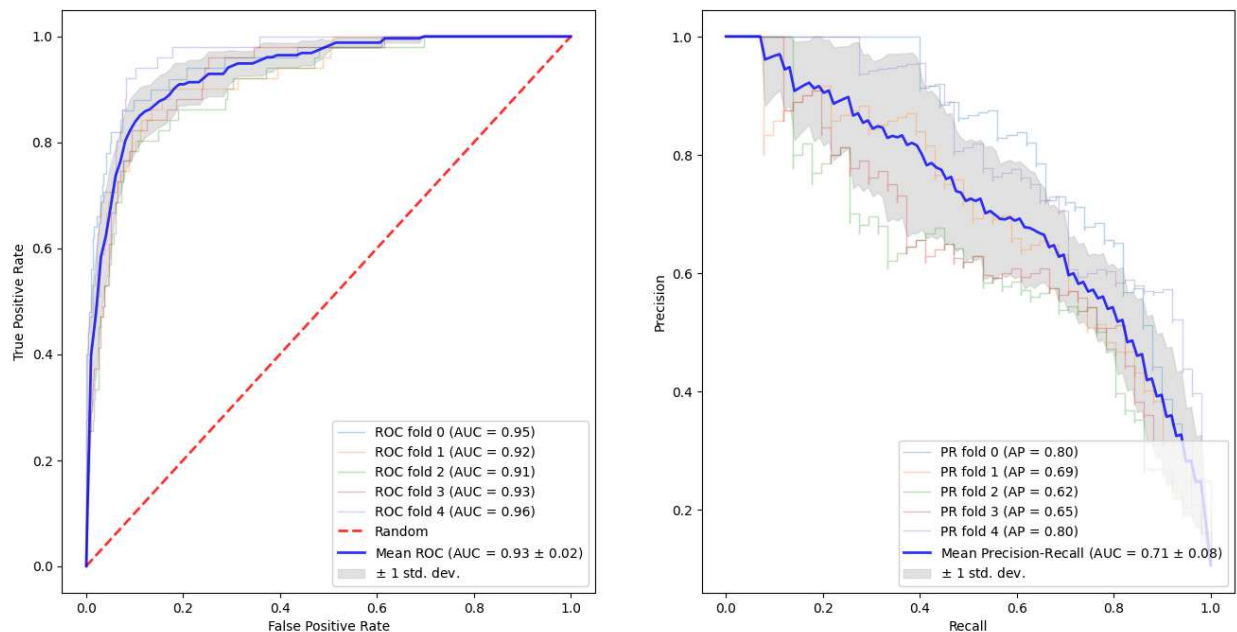 1.0
0.8
0.6
0.4
0.2
0.0
True Positive Rate
0.0 0.2 0.4 0.6 0.8 1.0
False Positive Rate
ROC fold 0 (AUC = 0.95)
ROC fold 1 (AUC = 0.92)
ROC fold 2 (AUC = 0.91)
ROC fold 3 (AUC = 0.93)
ROC fold 4 (AUC = 0.96)
Random
Mean ROC (AUC = 0.93 ± 0.02)
± 1 std. dev.
1.0
0.8
0.6
0.4
0.2
Precision
0.0 0.2 0.4 0.6 0.8 1.0
Recall
PR fold 0 (AP = 0.80)
PR fold 1 (AP = 0.69)
PR fold 2 (AP = 0.62)
PR fold 3 (AP = 0.65)
PR fold 4 (AP = 0.80)
Mean Precision-Recall (AUC = 0.71 ± 0.08)
± 1 std. dev.